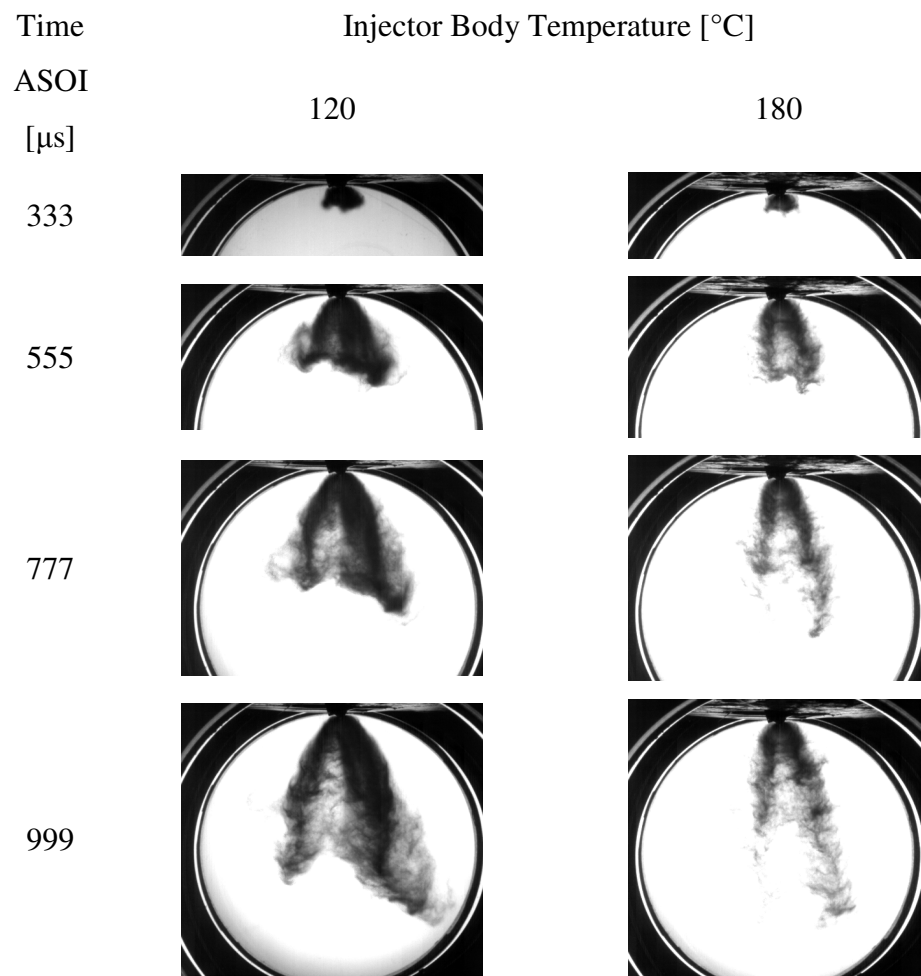 Time
Injector Body Temperature [°C]
ASOI
[µs]
120
180
333
555
777
999